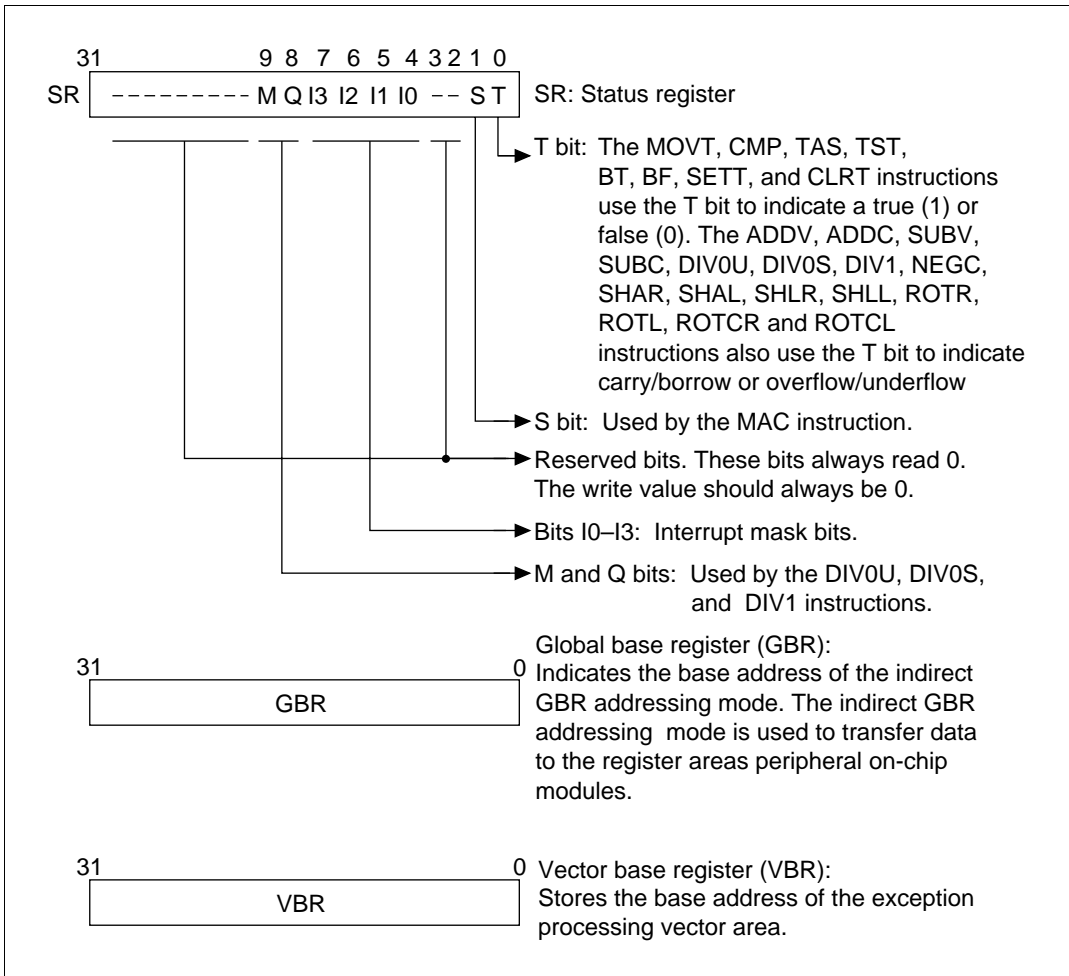 31 9 8 7 6 5 4 3 2 1 0
SR --------- M Q I3 I2 I1 I0 -- S T SR: Status register
T bit: The MOVT, CMP, TAS, TST,
BT, BF, SETT, and CLRT instructions
use the T bit to indicate a true (1) or
false (0). The ADDV, ADDC, SUBV,
SUBC, DIV0U, DIV0S, DIV1, NEGC,
SHAR, SHAL, SHLR, SHLL, ROTR,
ROTL, ROTCR and ROTCL
instructions also use the T bit to indicate
carry/borrow or overflow/underflow
S bit: Used by the MAC instruction.
Reserved bits. These bits always read 0.
The write value should always be 0.
Bits I0–I3: Interrupt mask bits.
M and Q bits: Used by the DIV0U, DIV0S,
and DIV1 instructions.
Global base register (GBR):
31 0 Indicates the base address of the indirect
GBR GBR addressing mode. The indirect GBR
addressing mode is used to transfer data
to the register areas peripheral on-chip
modules.
31 0 Vector base register (VBR):
VBR Stores the base address of the exception
processing vector area.